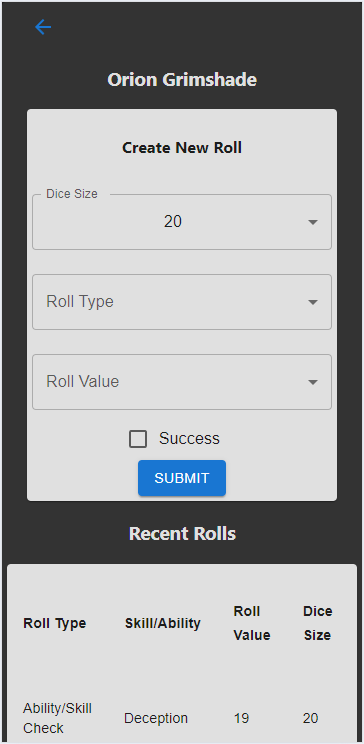 Orion Grimshade
Create New Roll
Dice Size
20
Roll Type
Roll Value
Success
SUBMIT
Recent Rolls
Roll Type Skill/Ability Roll Value Dice Size
Ability/Skill Check Deception 19 20